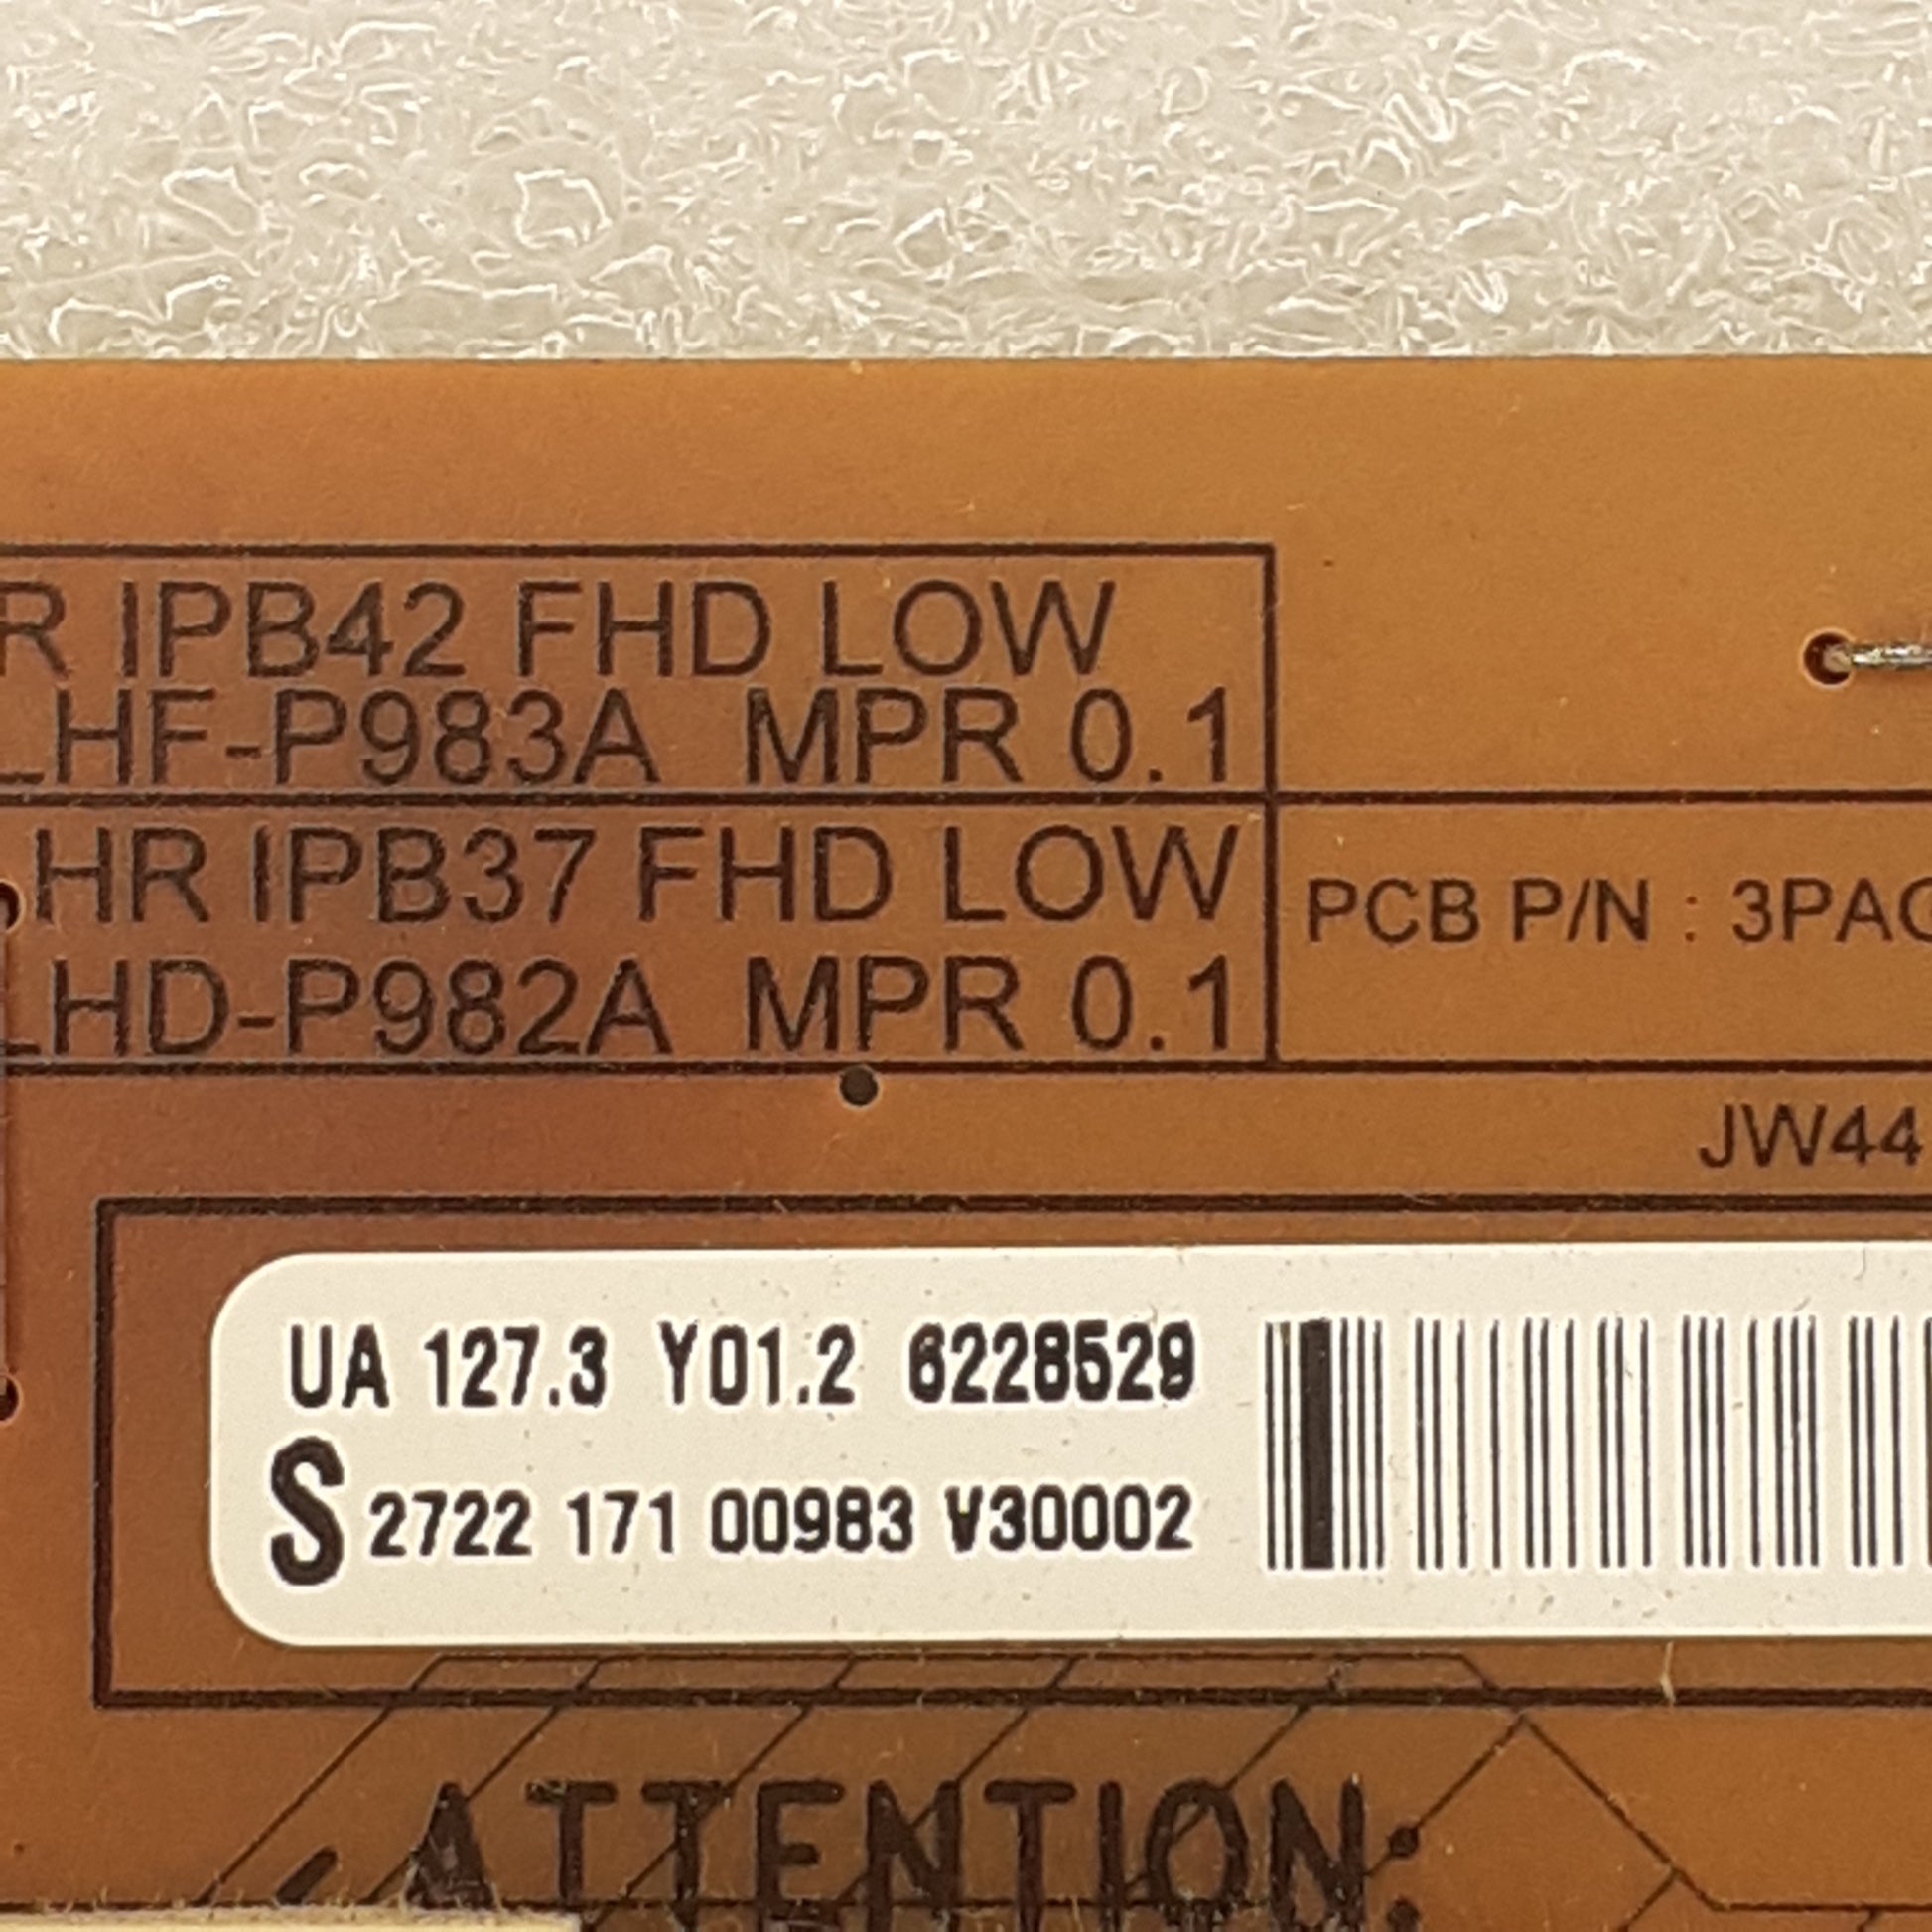 R IPB42 FHD LOW
LHF-P983A MPR 0.1
HR IPB37 FHD LOW
LHD-P982A MPR 0.1
PCB P/N : 3PAC
JW44
UA 127.3 Y01.2 6228529
S 2722 171 00983 V30002
ATTENTION: